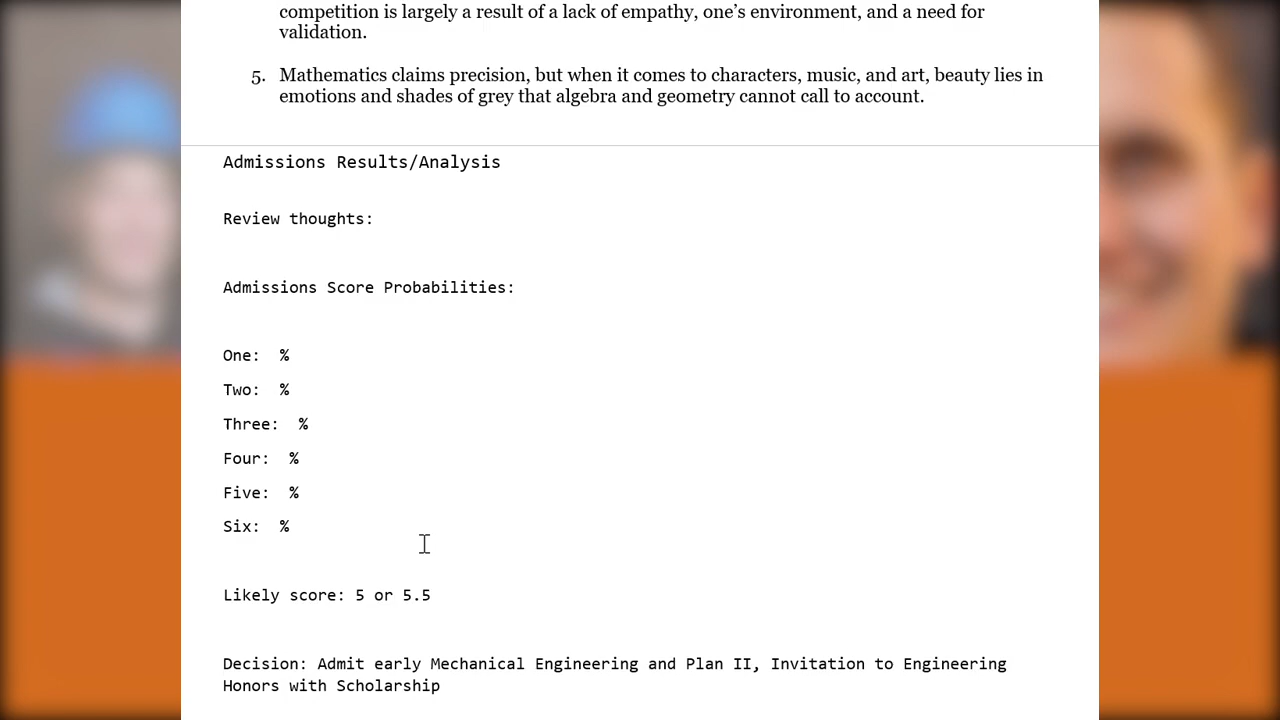 competition is largely a result of a lack of empathy, one’s environment, and a need for
validation.
5. Mathematics claims precision, but when it comes to characters, music, and art, beauty lies in
emotions and shades of grey that algebra and geometry cannot call to account.
Admissions Results/Analysis
Review thoughts:
Admissions Score Probabilities:
One: %
Two: %
Three: %
Four: %
Five: %
Six: %
Likely score: 5 or 5.5
Decision: Admit early Mechanical Engineering and Plan II, Invitation to Engineering
Honors with Scholarship